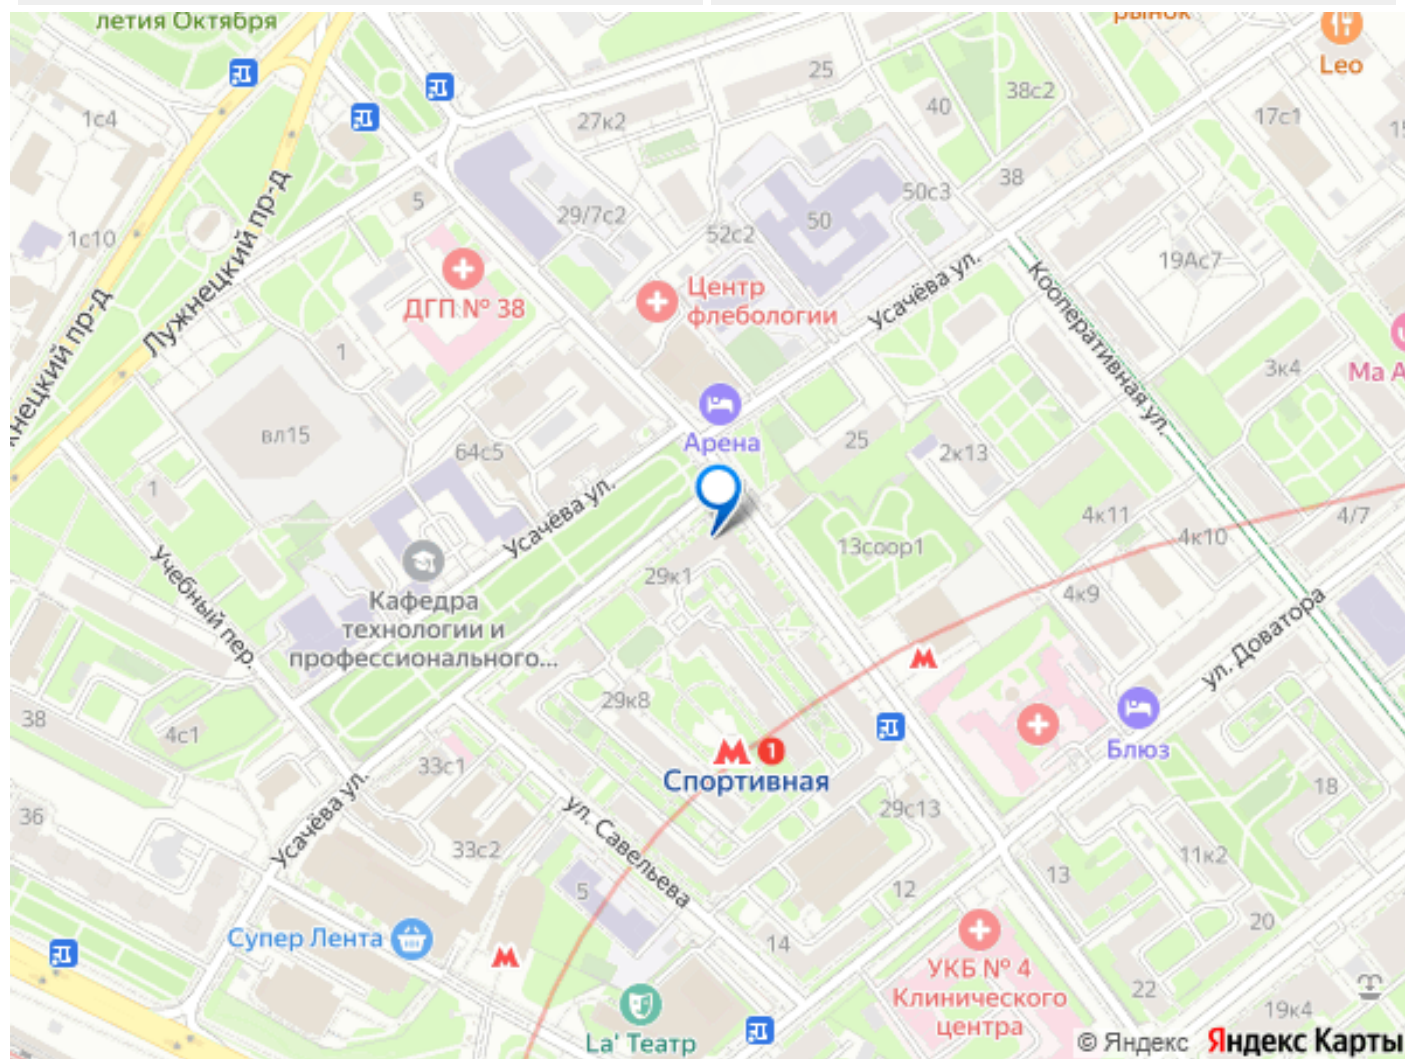 летия Октября
рынок
Leo
25
38с2
17с1
40
1с4
27к2
38
5
50с3
29/7с2
50
52с2
1с10
19Ас7
Лужнецкий пр-д
Центр
флебологии
Усачёва ул.
Кооперативная ул.
ДГП № 38
1
3к4
Ма А
нецкий пр-д
Арена
вл15
64с5
25
2к13
1
Усачёва ул.
4к11
4/7
4к10
13соор1
29к1
4к9
Кафедра
технологии и
профессионального...
Учебный пер.
ул. Доватора
29к8
38
4с1
Блюз
33с1
Спортивная
1
18
29с13
36
Усачёва ул.
ул. Савельева
33с2
11к2
13
5
12
20
Супер Лента
14
УКБ № 4
Клинического
центра
22
19к4
La' Театр
© Яндекс Яндекс Карты